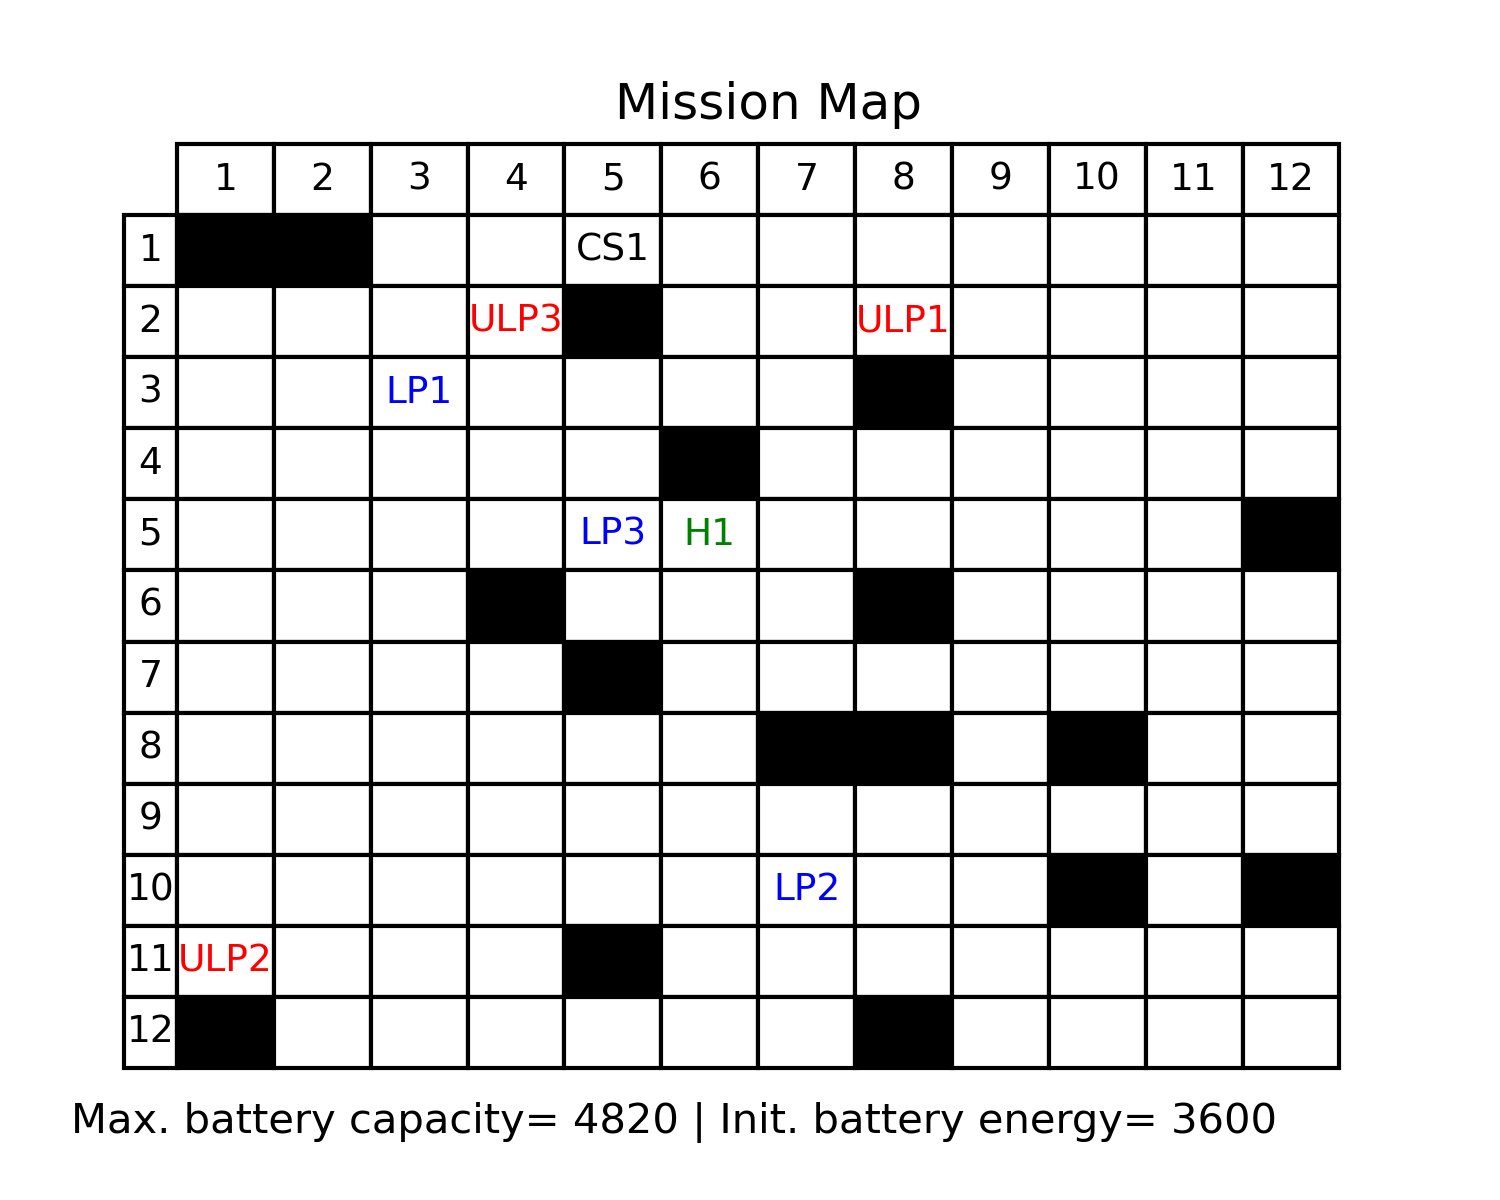 Mission Map
1 2 3 4 5 6 7 8 9 10 11 12
1 CS1
2 ULP3 ULP1
3 LP1
4
5 LP3 H1
6
7
8
9
10 LP2
11 ULP2
12
Max. battery capacity= 4820 | Init. battery energy= 3600